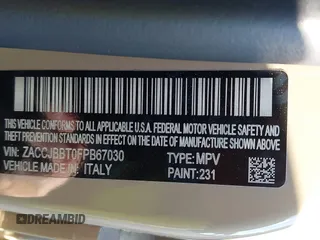 THIS VEHICLE CONFORMS TO ALL APPLICABLE U.S.A. FEDERAL MOTOR VEHICLE SAFETY &
THEFT PREVENTION STANDARDS IN EFFECT ON THE DATE OF MANUFACTURE SHOWN ABOVE
VIN: ZACCJBBT0FPB67030 TYPE: MPV
VEHICLE MADE IN: ITALY PAINT: 231
DREAMBID